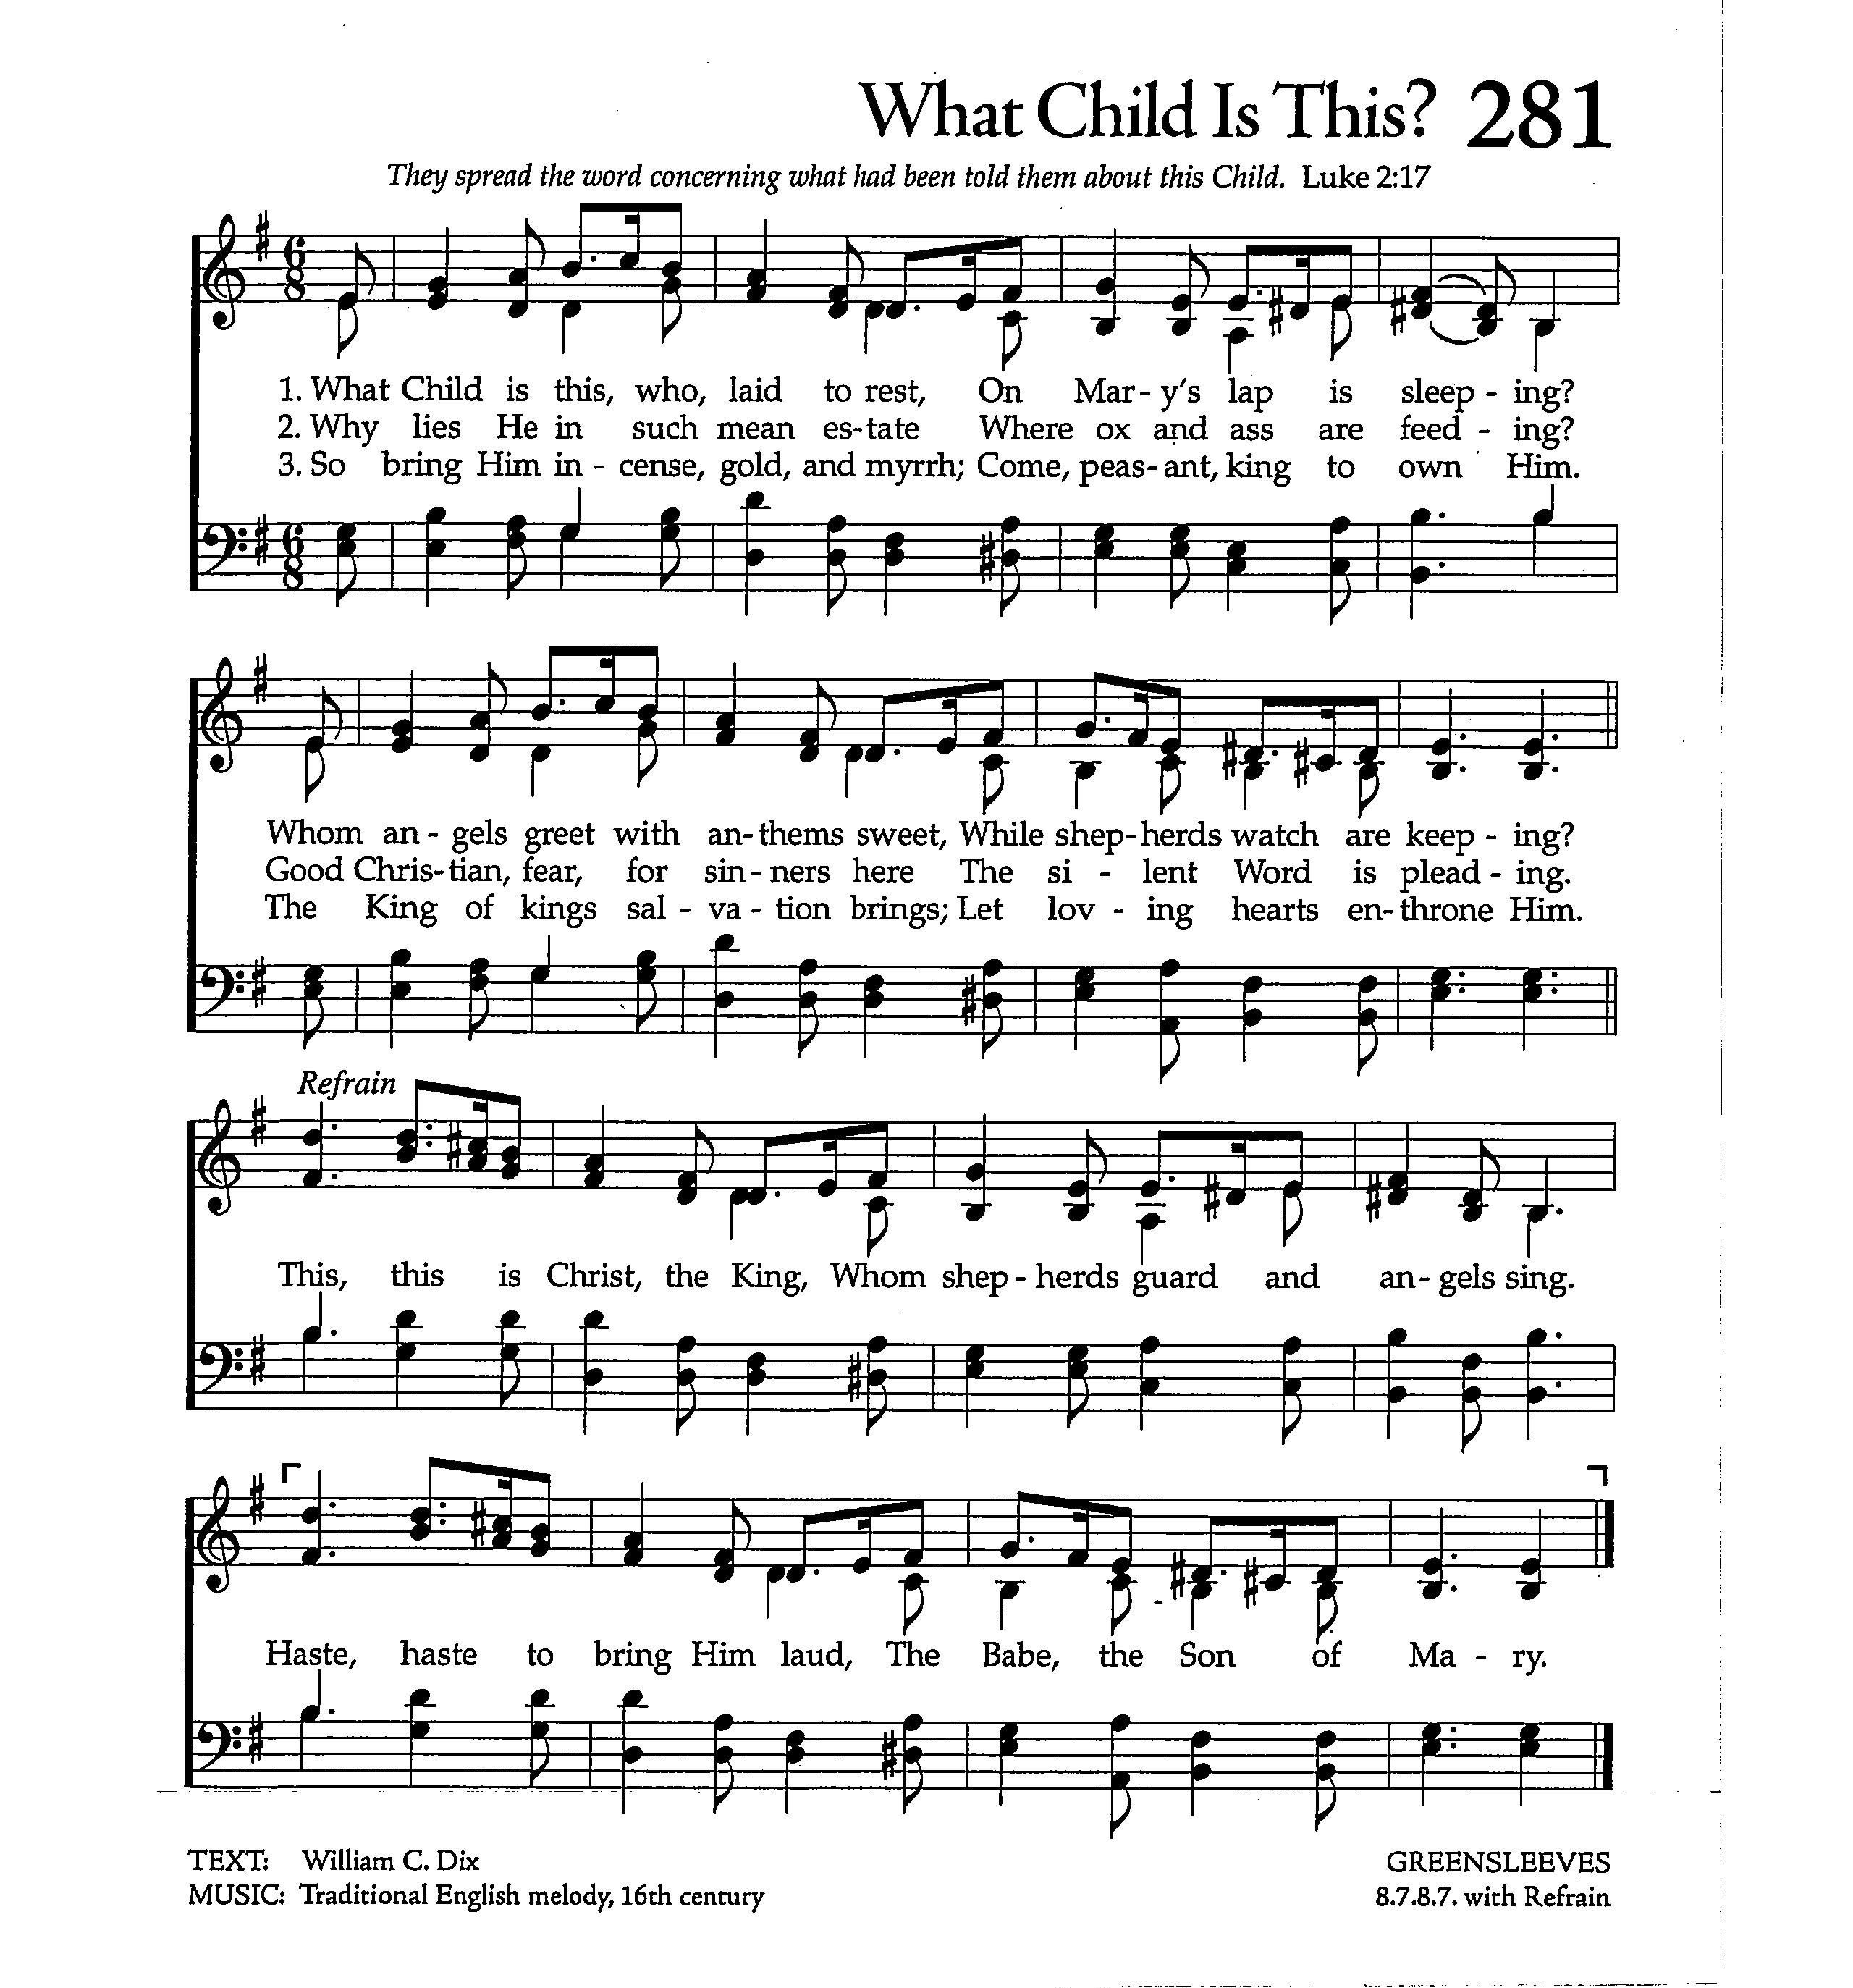 What Child Is This? 281
They spread the word concerning what had been told them about this Child. Luke 2:17
1. What Child is this, who, laid to rest, On Mar - y's lap is sleep - ing?
2. Why lies He in such mean es - tate Where ox and ass are feed - ing?
3. So bring Him in - cense, gold, and myrrh; Come, peas - ant, king to own Him.
Whom an - gels greet with an - thems sweet, While shep - herds watch are keep - ing?
Good Chris - tian, fear, for sin - ners here The si - lent Word is plead - ing.
The King of kings sal - va - tion brings; Let lov - ing hearts en - throne Him.
Refrain
This, this is Christ, the King, Whom shep - herds guard and an - gels sing.
Haste, haste to bring Him laud, The Babe, the Son of Ma - ry.
TEXT: William C. Dix GREENSLEEVES
MUSIC: Traditional English melody, 16th century 8.7.8.7. with Refrain